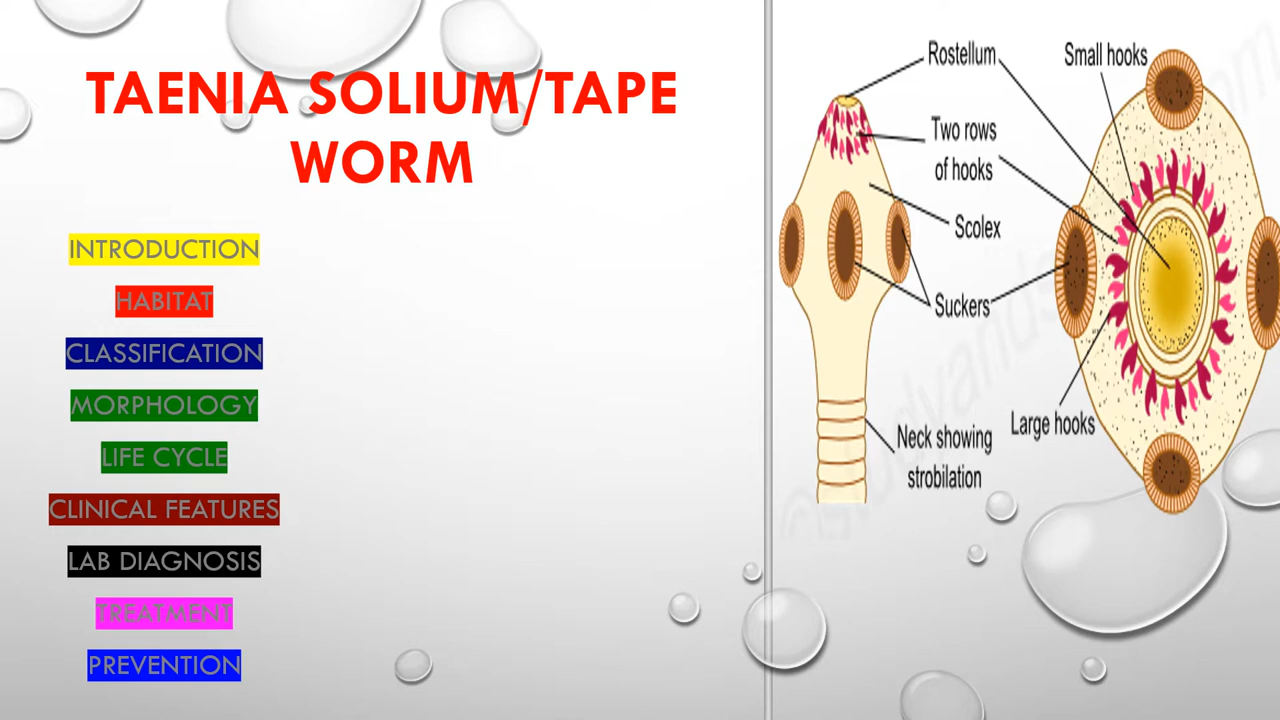 TAENIA SOLIUM/TAPE
WORM
INTRODUCTION
HABITAT
CLASSIFICATION
MORPHOLOGY
LIFE CYCLE
CLINICAL FEATURES
LAB DIAGNOSIS
TREATMENT
PREVENTION
Rostellum
Small hooks
Two rows
of hooks
Scolex
Suckers
Large hooks
Neck showing
strobilation